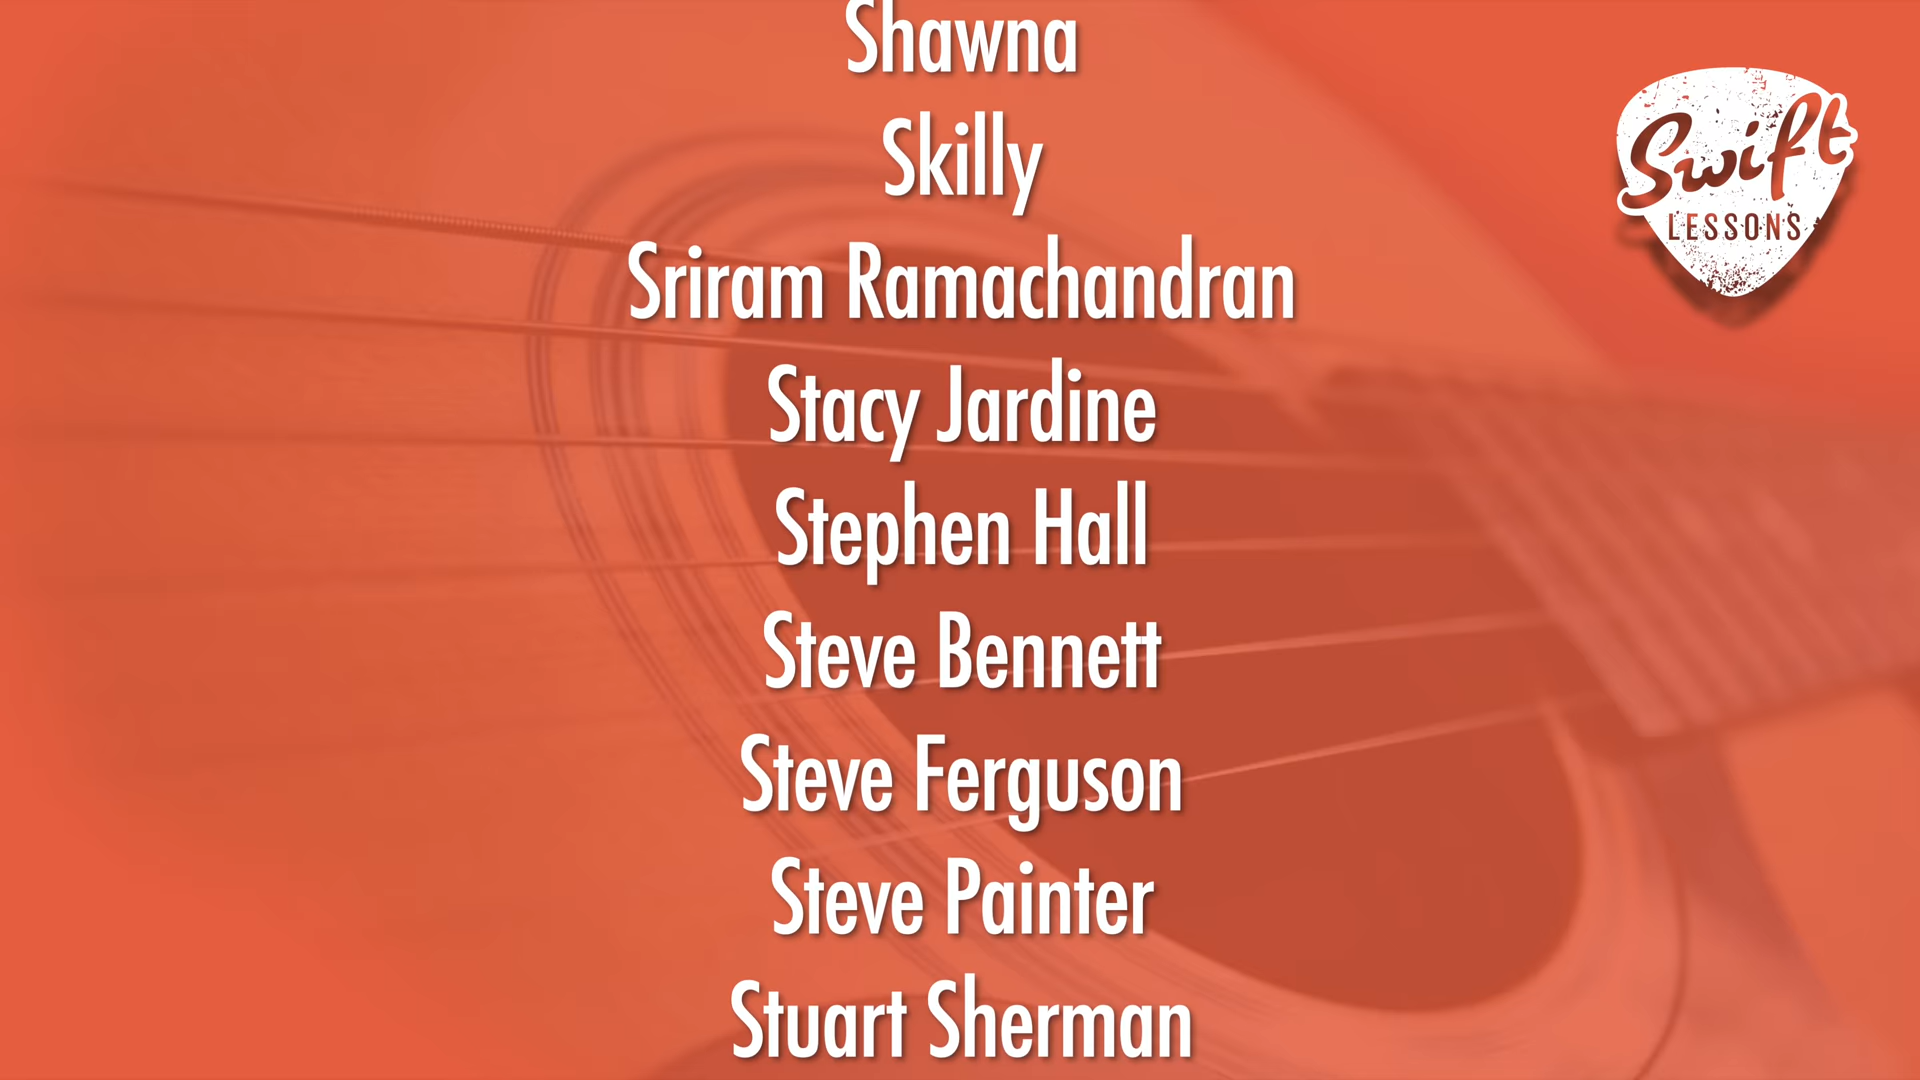 Shawna
Skilly
Sriram Ramachandran
Stacy Jardine
Stephen Hall
Steve Bennett
Steve Ferguson
Steve Painter
Stuart Sherman
Swift
LESSONS